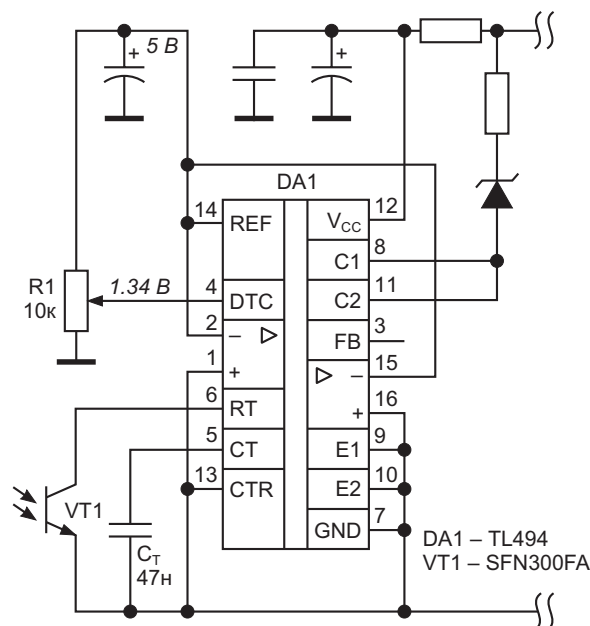 + 5 В
+
DA1
14 REF
VCC 12
C1 8
R1
10к
1.34 В
4 DTC
C2 11
2 –
FB 3
1 +
– 15
6 RT
+ 16
5 CT
E1 9
13 CTR
E2 10
GND 7
VT1
CT
47н
DA1 – TL494
VT1 – SFN300FA